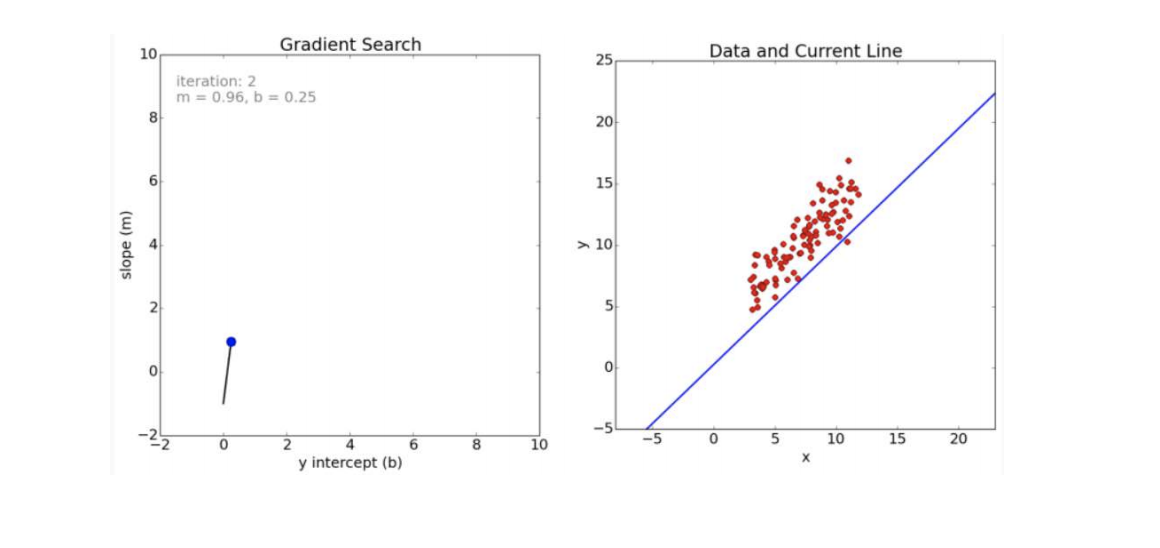 Gradient Search
10
iteration: 2
m = 0.96, b = 0.25
8
6
4
2
0
−2
slope (m)
−2 0 2 4 6 8 10
y intercept (b)
Data and Current Line
25
20
15
10
5
0
−5
y
−5 0 5 10 15 20
x